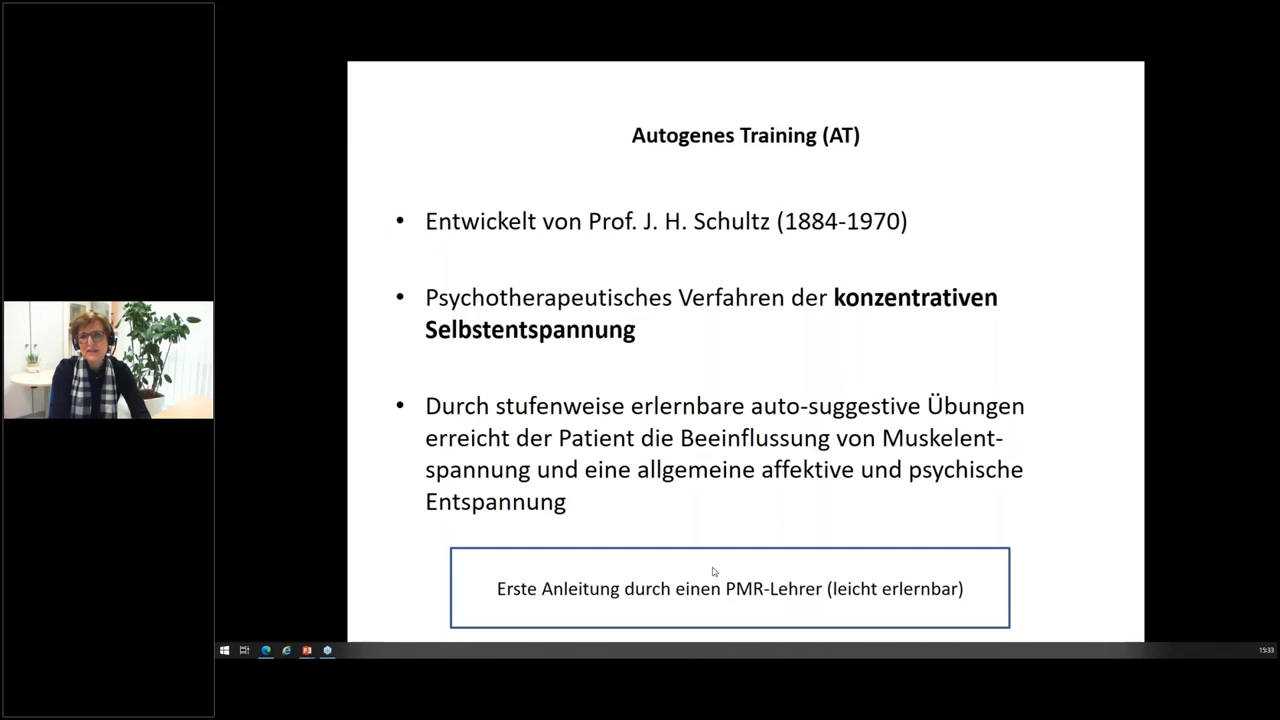 Autogenes Training (AT)
• Entwickelt von Prof. J. H. Schultz (1884-1970)
• Psychotherapeutisches Verfahren der konzentrativen
Selbstentspannung
• Durch stufenweise erlernbare auto-suggestive Übungen
erreicht der Patient die Beeinflussung von Muskelent-
spannung und eine allgemeine affektive und psychische
Entspannung
Erste Anleitung durch einen PMR-Lehrer (leicht erlernbar)
15:33